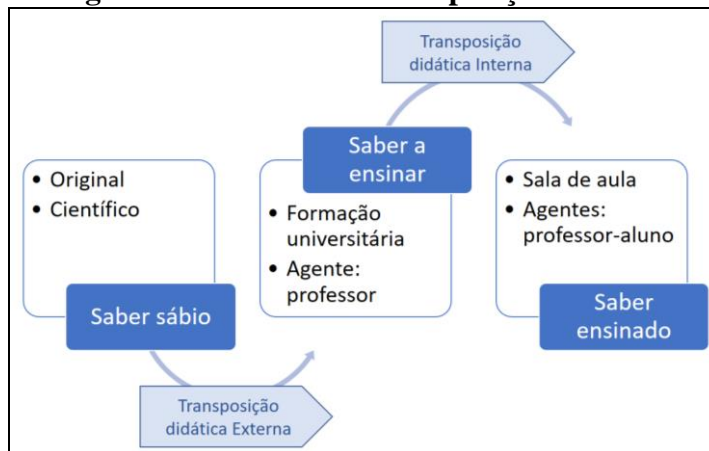 Transposição
didática Interna
• Original
• Científico
Saber sábio
Saber a
ensinar
• Formação
universitária
• Agente:
professor
• Sala de aula
• Agentes:
professor-aluno
Saber
ensinado
Transposição
didática Externa